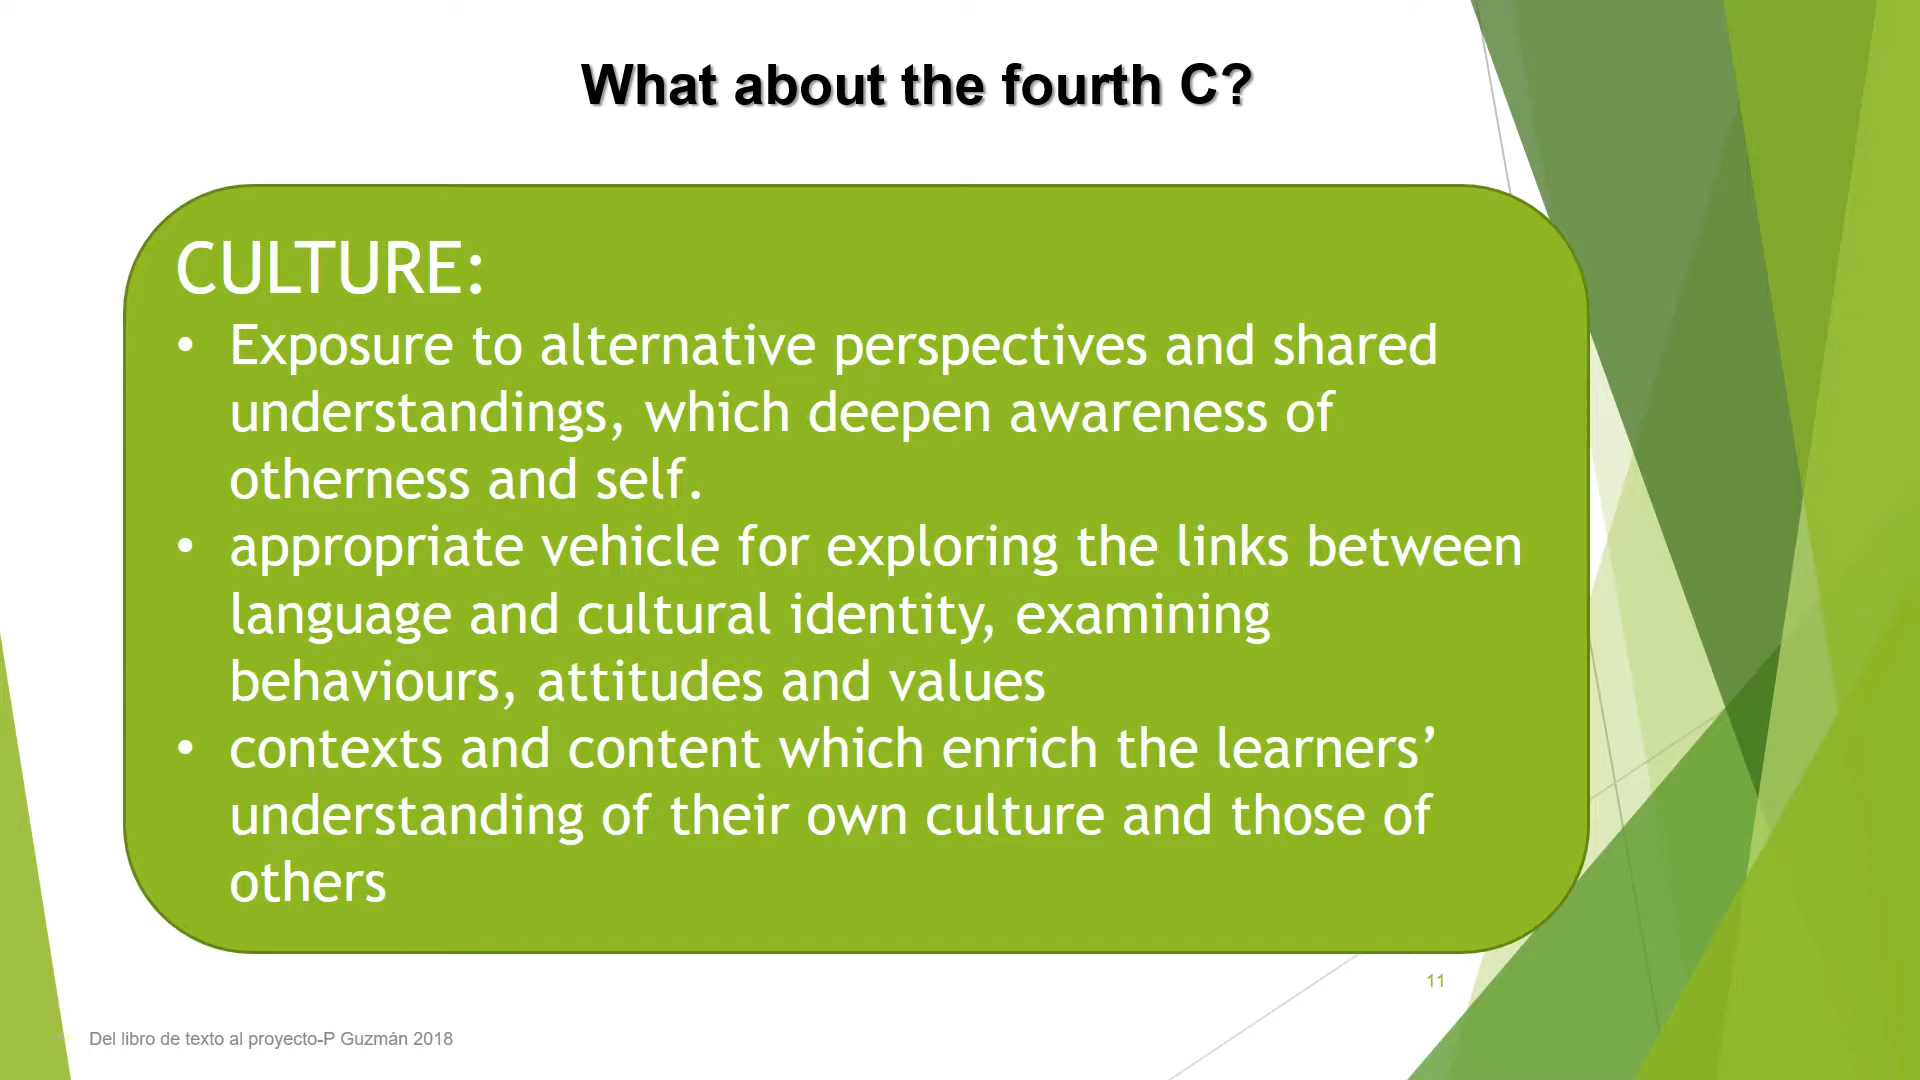 What about the fourth C?
CULTURE:
• Exposure to alternative perspectives and shared
understandings, which deepen awareness of
otherness and self.
• appropriate vehicle for exploring the links between
language and cultural identity, examining
behaviours, attitudes and values
• contexts and content which enrich the learners’
understanding of their own culture and those of
others
11
Del libro de texto al proyecto-P Guzmán 2018